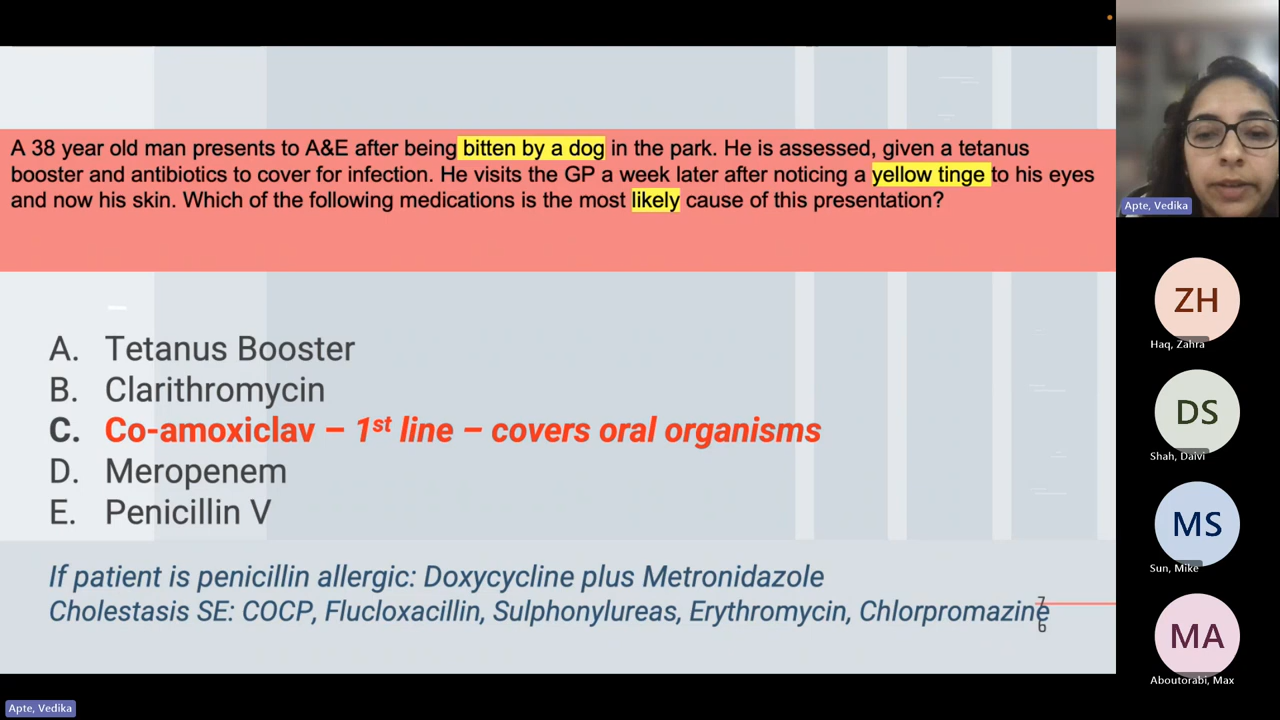 A 38 year old man presents to A&E after being bitten by a dog in the park. He is assessed, given a tetanus
booster and antibiotics to cover for infection. He visits the GP a week later after noticing a yellow tinge to his eyes
and now his skin. Which of the following medications is the most likely cause of this presentation?
A. Tetanus Booster
B. Clarithromycin
C. Co-amoxiclav – 1st line – covers oral organisms
D. Meropenem
E. Penicillin V
If patient is penicillin allergic: Doxycycline plus Metronidazole
Cholestasis SE: COCP, Flucloxacillin, Sulphonylureas, Erythromycin, Chlorpromazine
7
6
Apte, Vedika
ZH
Haq, Zahra
DS
Shah, Daivi
MS
Sun, Mike
MA
Aboutorabi, Max
Apte, Vedika